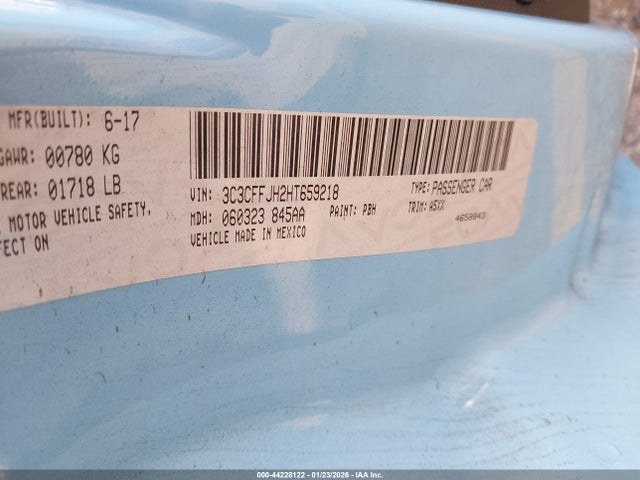 MFR(BUILT): 6-17
GAWR: 00780 KG
REAR: 01718 LB
MOTOR VEHICLE SAFETY,
FECT ON
VIN: 3C3CFFJH2HT659218
TYPE: PASSENGER CAR
MDH: 060323 845AA
PAINT: PBH
TRIM: A5XX
VEHICLE MADE IN MEXICO
4658843
000-44228122 - 01/23/2026 - IAA Inc.